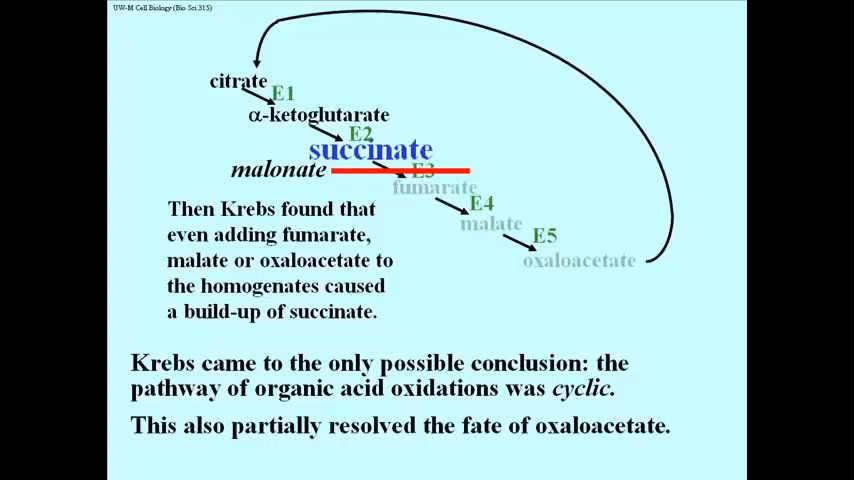 UW-M Cell Biology (Bio Sci 315)
citrate
E1
α-ketoglutarate
E2
succinate
malonate
E3
fumarate
E4
malate
E5
oxaloacetate
Then Krebs found that
even adding fumarate,
malate or oxaloacetate to
the homogenates caused
a build-up of succinate.
Krebs came to the only possible conclusion: the
pathway of organic acid oxidations was cyclic.
This also partially resolved the fate of oxaloacetate.